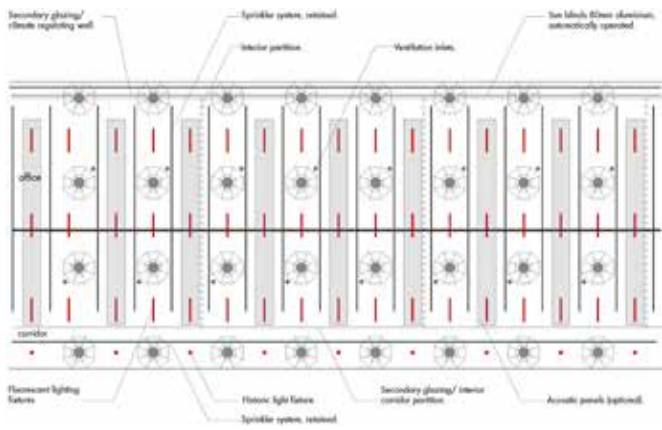 Secondary glazing/
climate regulating wall
Sprinkler system, retained.
Interior partition.
Ventilation inlets.
Sun blinds 80mm aluminium,
automatically operated
office
corridor
Fluorescent lighting
fixtures
Historic light fixture
Sprinkler system, retained.
Secondary glazing/ interior
corridor partition.
Acoustic panels (optional).